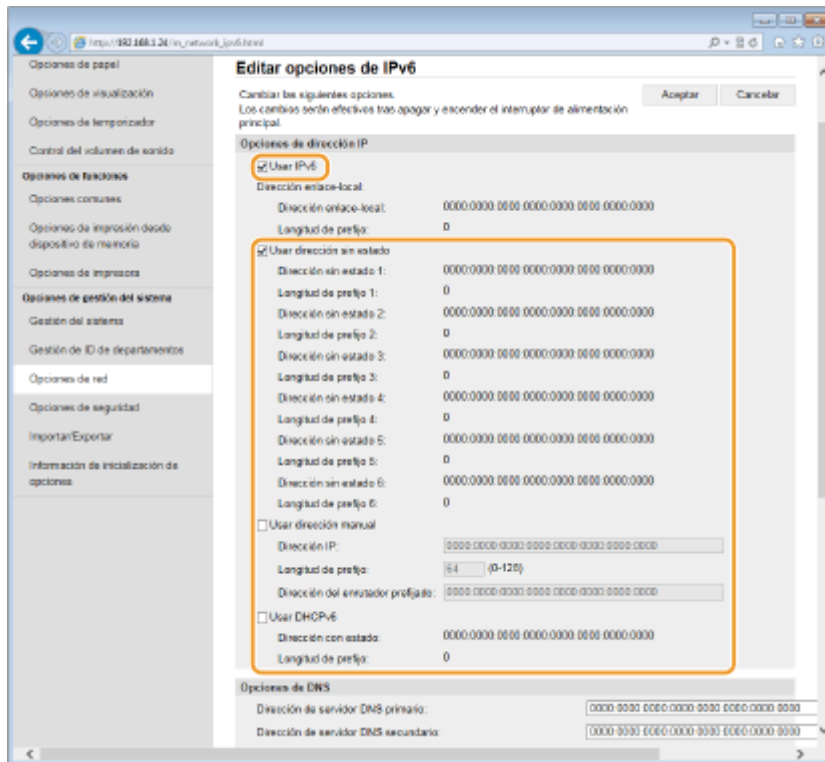 http://192.168.1.24/m_network_ipv6.html
Opciones de papel
Opciones de visualización
Opciones de temporizador
Control del volumen de sonido
Opciones de funciones
Opciones comunes
Opciones de impresión desde
dispositivo de memoria
Opciones de impresora
Opciones de gestión del sistema
Gestión del sistema
Gestión de ID de departamentos
Opciones de red
Opciones de seguridad
Importar/Exportar
Información de inicialización de
opciones
Editar opciones de IPv6
Cambiar las siguientes opciones.
Los cambios serán efectivos tras apagar y encender el interruptor de alimentación
principal.
Aceptar Cancelar
Opciones de dirección IP
Usar IPv6
Dirección enlace-local:
Dirección enlace-local: 0000:0000:0000:0000:0000:0000:0000:0000
Longitud de prefijo: 0
Usar dirección sin estado
Dirección sin estado 1: 0000:0000:0000:0000:0000:0000:0000:0000
Longitud de prefijo 1: 0
Dirección sin estado 2: 0000:0000:0000:0000:0000:0000:0000:0000
Longitud de prefijo 2: 0
Dirección sin estado 3: 0000:0000:0000:0000:0000:0000:0000:0000
Longitud de prefijo 3: 0
Dirección sin estado 4: 0000:0000:0000:0000:0000:0000:0000:0000
Longitud de prefijo 4: 0
Dirección sin estado 5: 0000:0000:0000:0000:0000:0000:0000:0000
Longitud de prefijo 5: 0
Dirección sin estado 6: 0000:0000:0000:0000:0000:0000:0000:0000
Longitud de prefijo 6: 0
Usar dirección manual
Dirección IP: 0000:0000:0000:0000:0000:0000:0000:0000
Longitud de prefijo: 64 (0-128)
Dirección del enrutador prefijado: 0000:0000:0000:0000:0000:0000:0000:0000
Usar DHCPv6
Dirección con estado: 0000:0000:0000:0000:0000:0000:0000:0000
Longitud de prefijo: 0
Opciones de DNS
Dirección de servidor DNS primario: 0000:0000:0000:0000:0000:0000:0000:0000
Dirección de servidor DNS secundario: 0000:0000:0000:0000:0000:0000:0000:0000